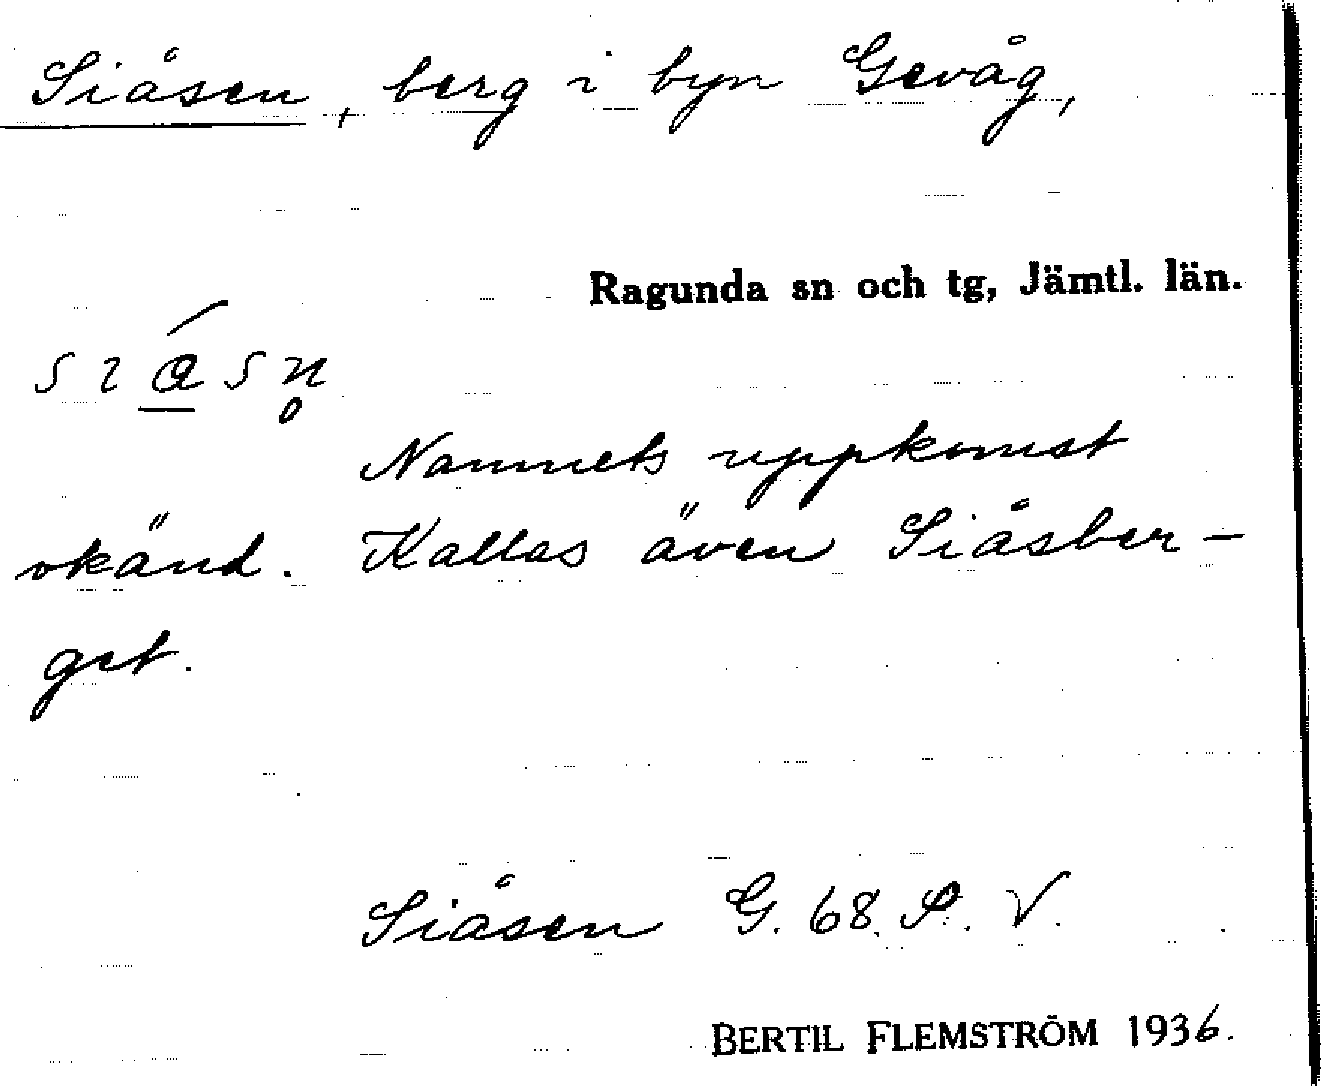 Siåsen, berg i byn Gevåg,
Ragunda sn och tg, Jämtl. län.
Namnets uppkomst
okänd. Kallas även Siåsber-
get.
Siåsen G. 68. S. V.
BERTIL FLEMSTRÖM 1936.